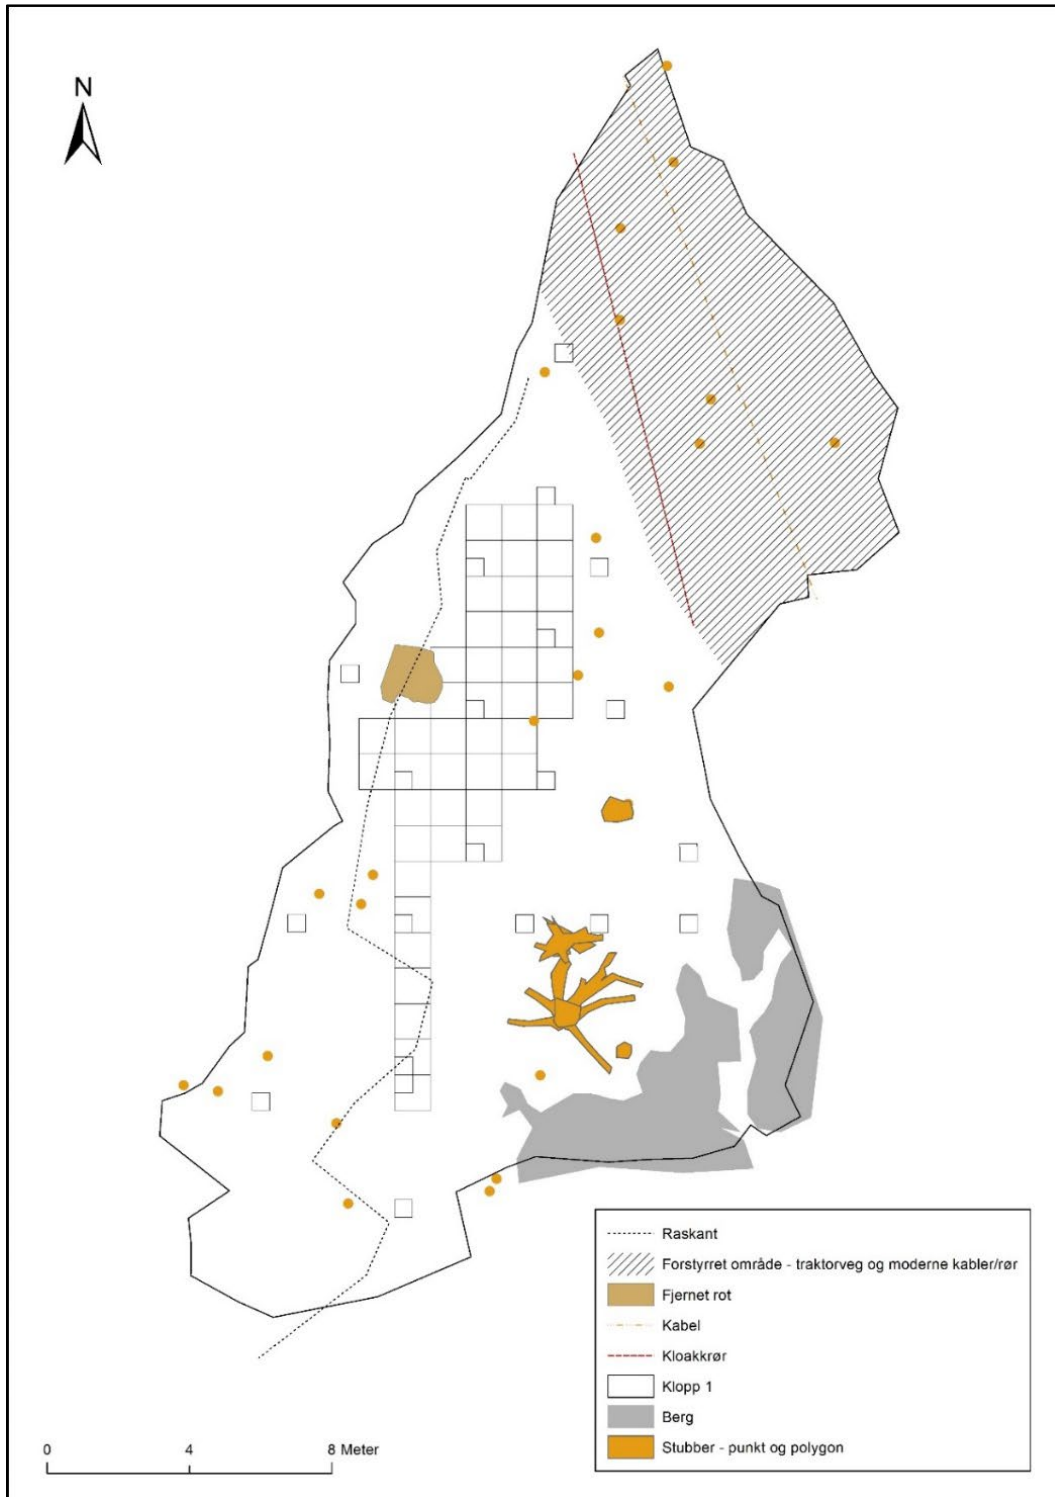 N
Raskant
Forstyrret område - traktorveg og moderne kabler/rør
Fjernet rot
Kabel
Kloakkrør
Klopp 1
Berg
Stubber - punkt og polygon
0 4 8 Meter